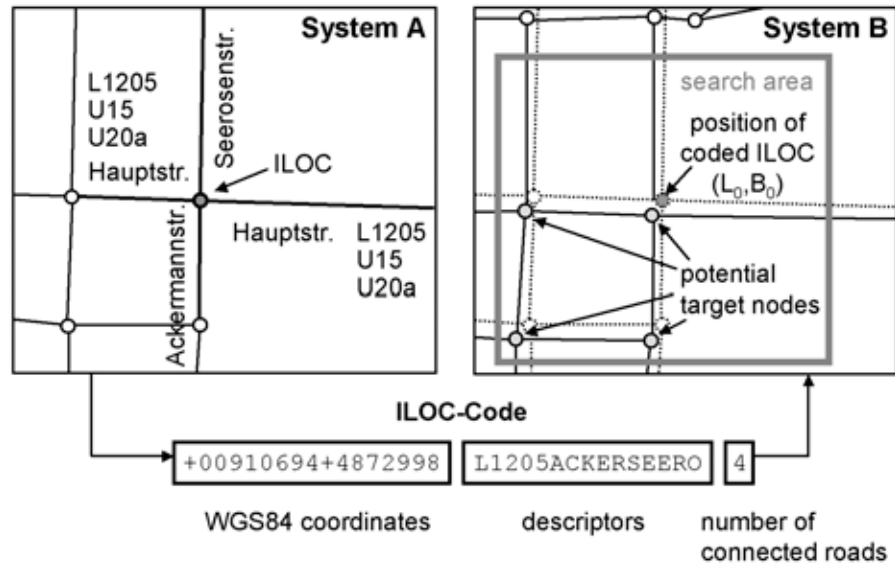 System A
L1205
U15
U20a
Hauptstr.
Seerosenstr.
ILOC
Ackermannstr.
Hauptstr.
L1205
U15
U20a
System B
search area
position of
coded ILOC
(L₀,B₀)
potential
target nodes
ILOC-Code
+00910694+4872998 L1205ACKERSEERO 4
WGS84 coordinates descriptors number of
connected roads